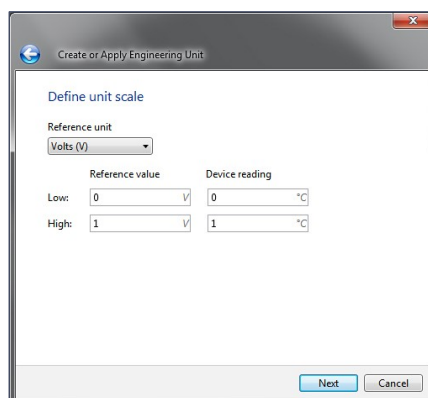 Create or Apply Engineering Unit
Define unit scale
Reference unit
Volts (V)
Reference value Device reading
Low: 0 V 0 °C
High: 1 V 1 °C
Next Cancel